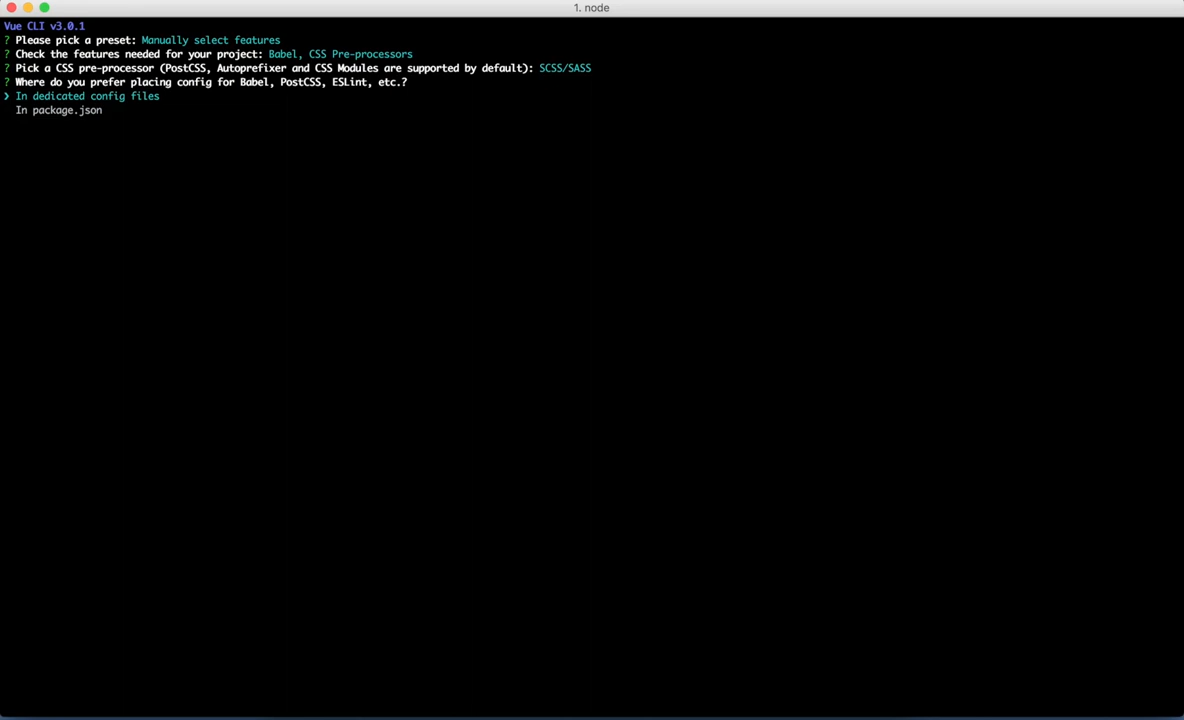 1. node
Vue CLI v3.0.1
? Please pick a preset: Manually select features
? Check the features needed for your project: Babel, CSS Pre-processors
? Pick a CSS pre-processor (PostCSS, Autoprefixer and CSS Modules are supported by default): SCSS/SASS
? Where do you prefer placing config for Babel, PostCSS, ESLint, etc.?
❯ In dedicated config files
In package.json